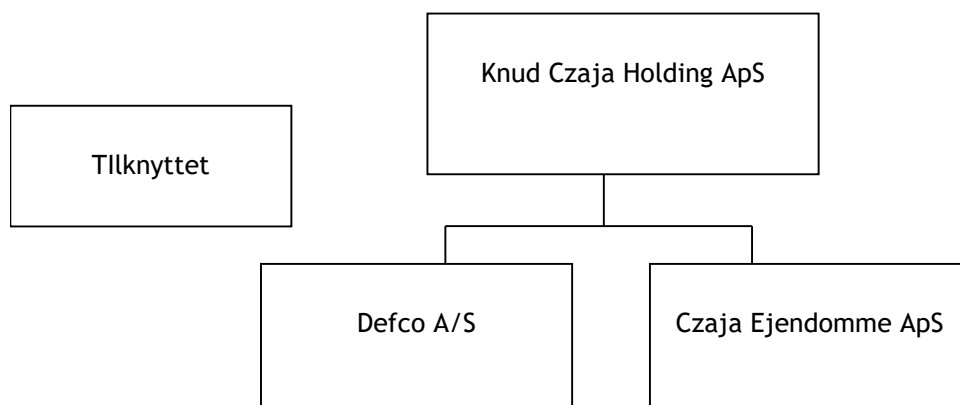 Knud Czaja Holding ApS
TIlknyttet
Defco A/S
Czaja Ejendomme ApS